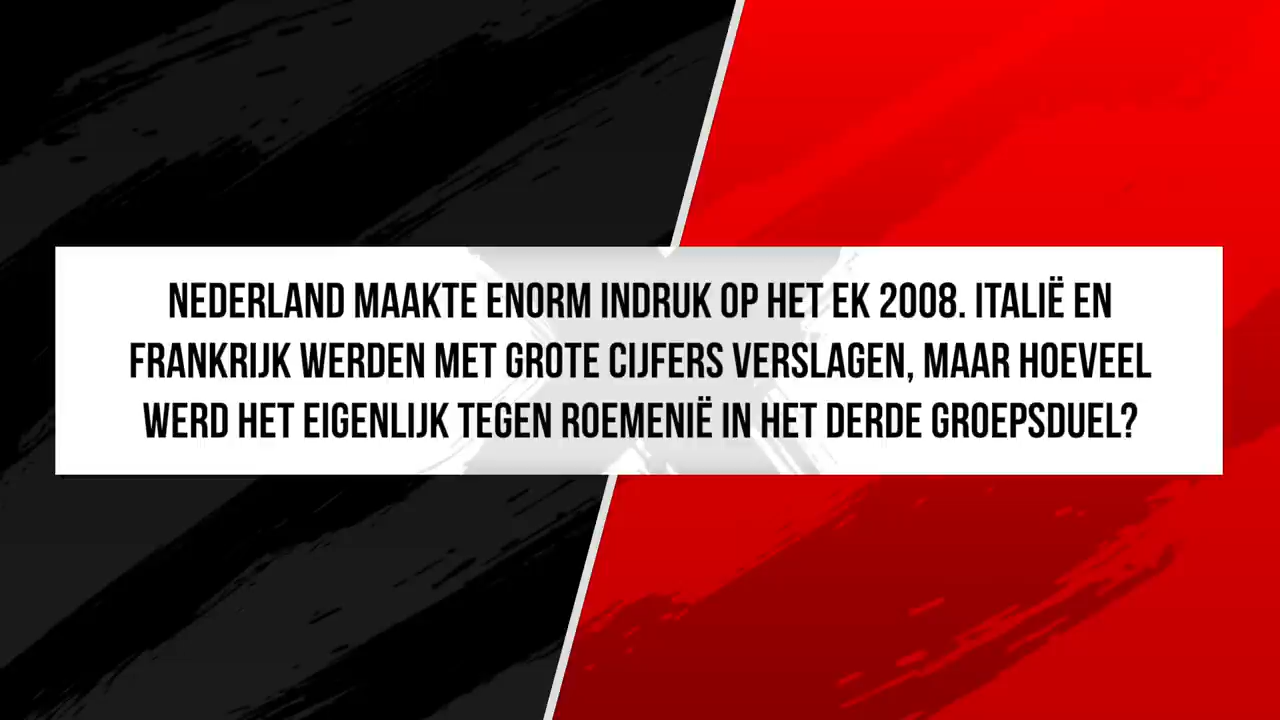 NEDERLAND MAAKTE ENORM INDRUK OP HET EK 2008. ITALIË EN
FRANKRIJK WERDEN MET GROTE CIJFERS VERSLAGEN, MAAR HOEVEEL
WERD HET EIGENLIJK TEGEN ROEMENIË IN HET DERDE GROEPSDUEL?